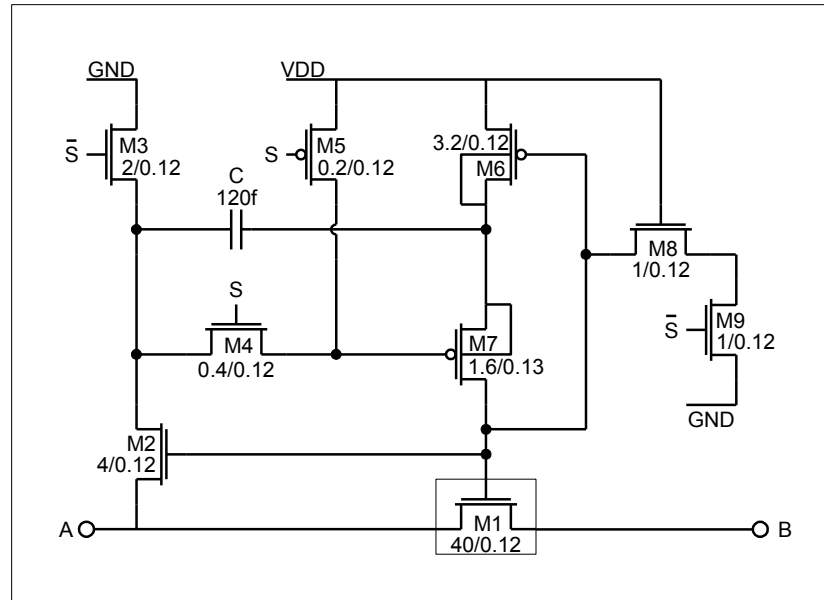 GND
VDD
S̅
M3
2/0.12
S
M5
0.2/0.12
3.2/0.12
M6
C
120f
M8
1/0.12
S̅
M9
1/0.12
GND
S
M4
0.4/0.12
M7
1.6/0.13
M2
4/0.12
A
M1
40/0.12
B